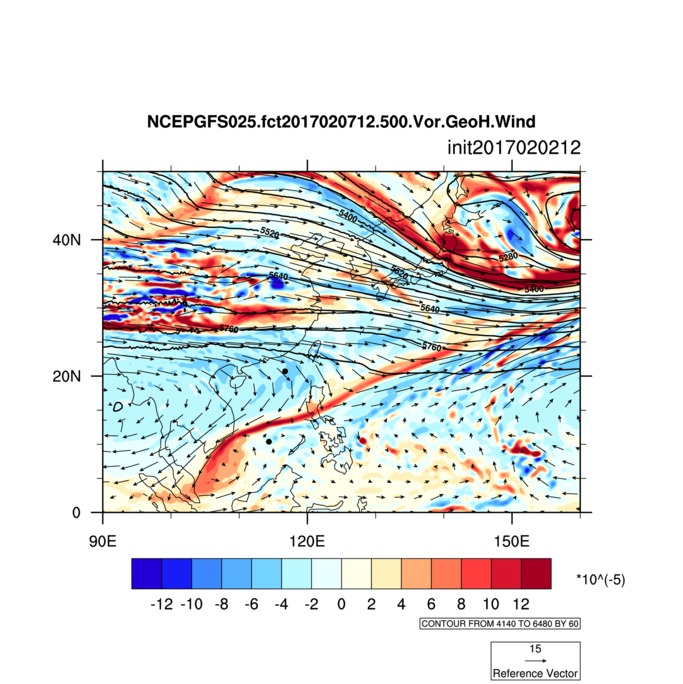 NCEPGFS025.fct2017020712.500.Vor.GeoH.Wind
init2017020212
5400
5520
40N
5280
5640
5400
5640
5760
5760
20N
0
90E 120E 150E
-12 -10 -8 -6 -4 -2 0 2 4 6 8 10 12
*10^(-5)
CONTOUR FROM 4140 TO 6480 BY 60
15
Reference Vector